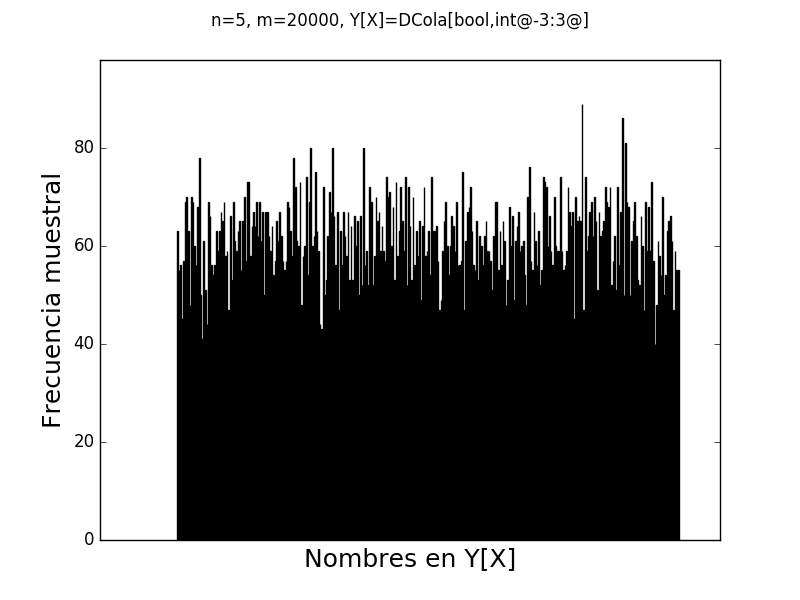 n=5, m=20000, Y[X]=DCola[bool,int@-3:3@]
80
60
40
20
0
Frecuencia muestral
Nombres en Y[X]